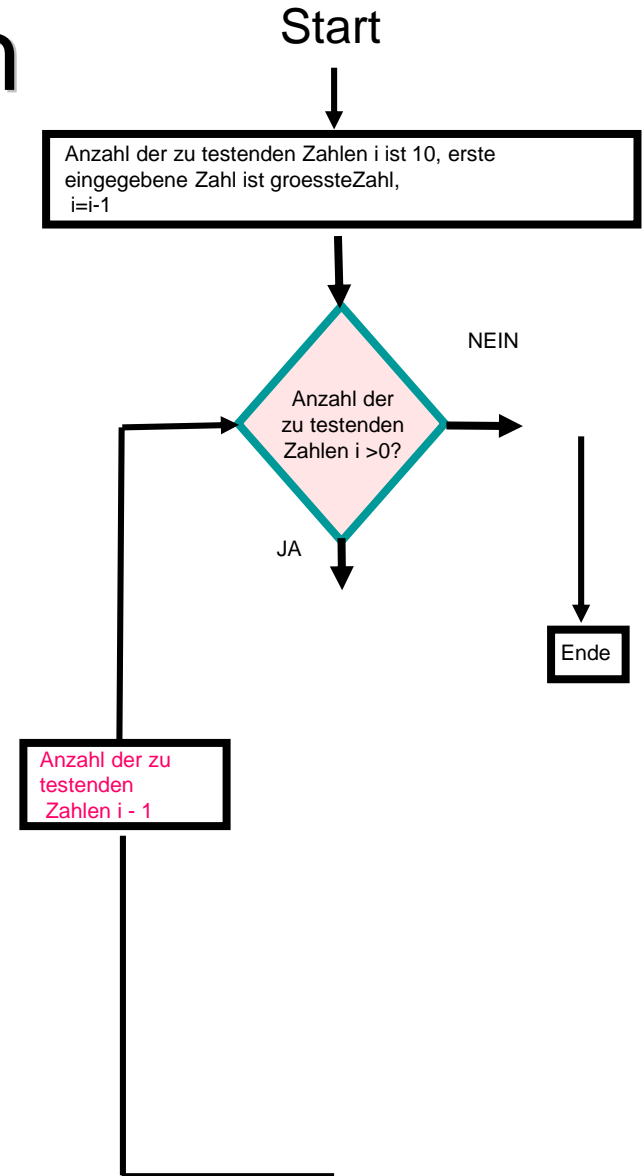 Start
Anzahl der zu testenden Zahlen i ist 10, erste
eingegebene Zahl ist groessteZahl,
i=i-1
NEIN
Anzahl der
zu testenden
Zahlen i >0?
JA
Ende
Anzahl der zu
testenden
Zahlen i - 1